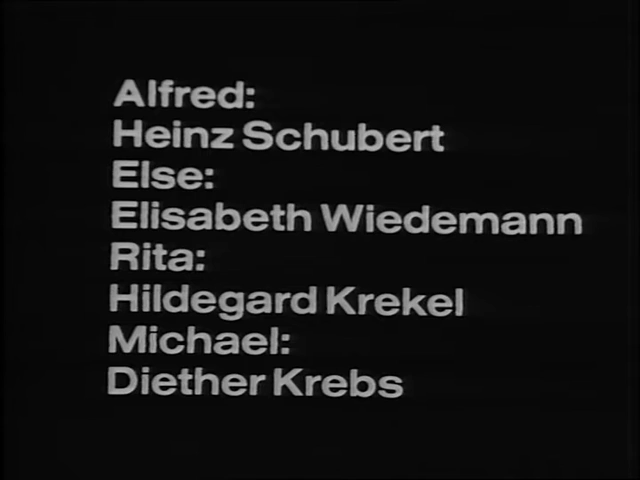 Alfred:
Heinz Schubert
Else:
Elisabeth Wiedemann
Rita:
Hildegard Krekel
Michael:
Diether Krebs